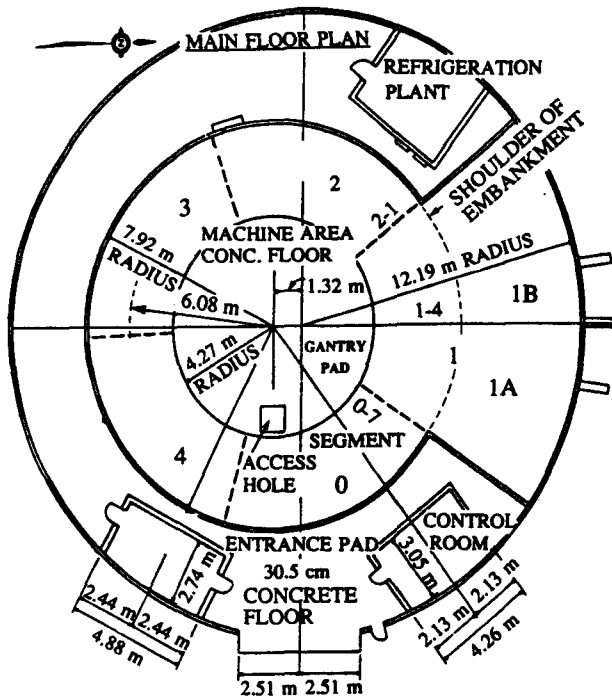 MAIN FLOOR PLAN
REFRIGERATION
PLANT
SHOULDER OF
EMBANKMENT
2
2-1
3
MACHINE AREA
CONC. FLOOR
7.92 m
RADIUS
12.19 m RADIUS
1.32 m
6.08 m
1B
1-4
4.27 m
RADIUS
GANTRY
PAD
1
1A
0-7
SEGMENT
4
ACCESS
HOLE
0
CONTROL
ROOM
ENTRANCE PAD
30.5 cm
CONCRETE
FLOOR
2.74 m
3.05 m
2.44 m
2.44 m
4.88 m
2.13 m
2.13 m
4.26 m
2.51 m
2.51 m